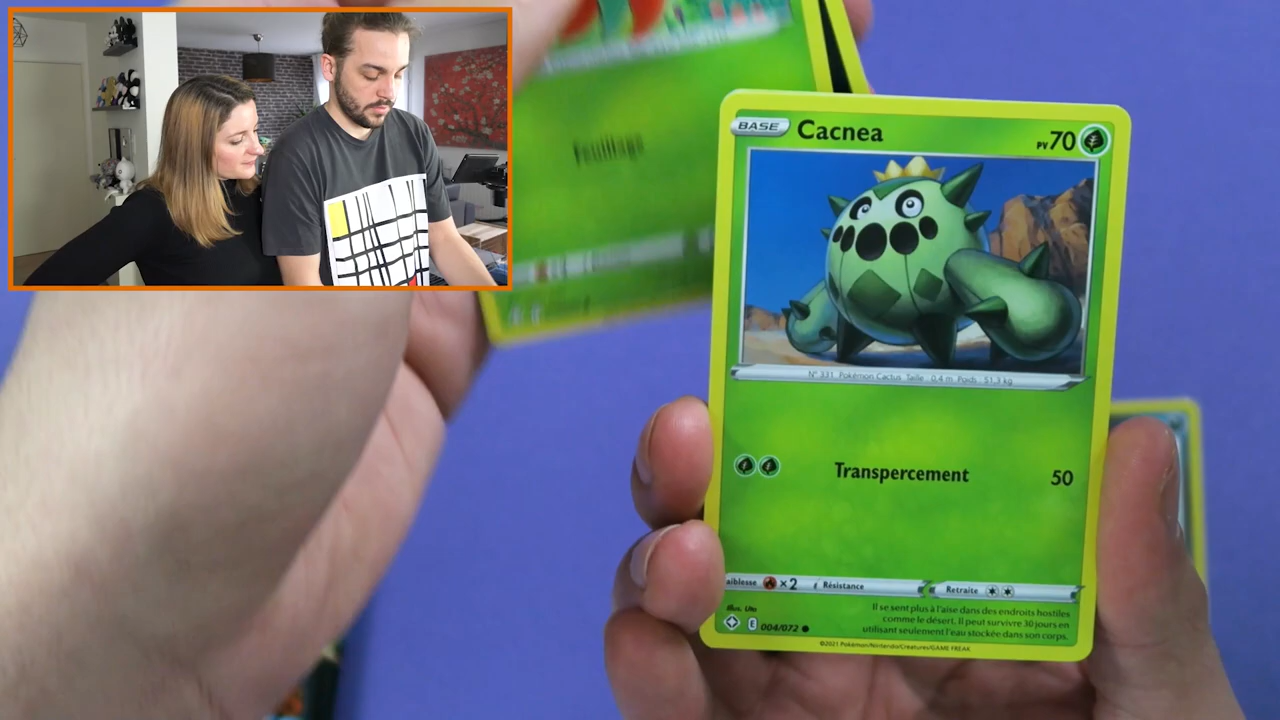 Feuillage
BASE Cacnea PV 70
N° 331 Pokémon Cactus Taille : 0,4 m Poids : 51,3 kg
Transpercement 50
aiblesse ×2 Résistance Retraite
Illus. Uta
Il se sent plus à l'aise dans des endroits hostiles
comme le désert. Il peut survivre 30 jours en
utilisant seulement l'eau stockée dans son corps.
E 004/072
©2021 Pokémon/Nintendo/Creatures/GAME FREAK